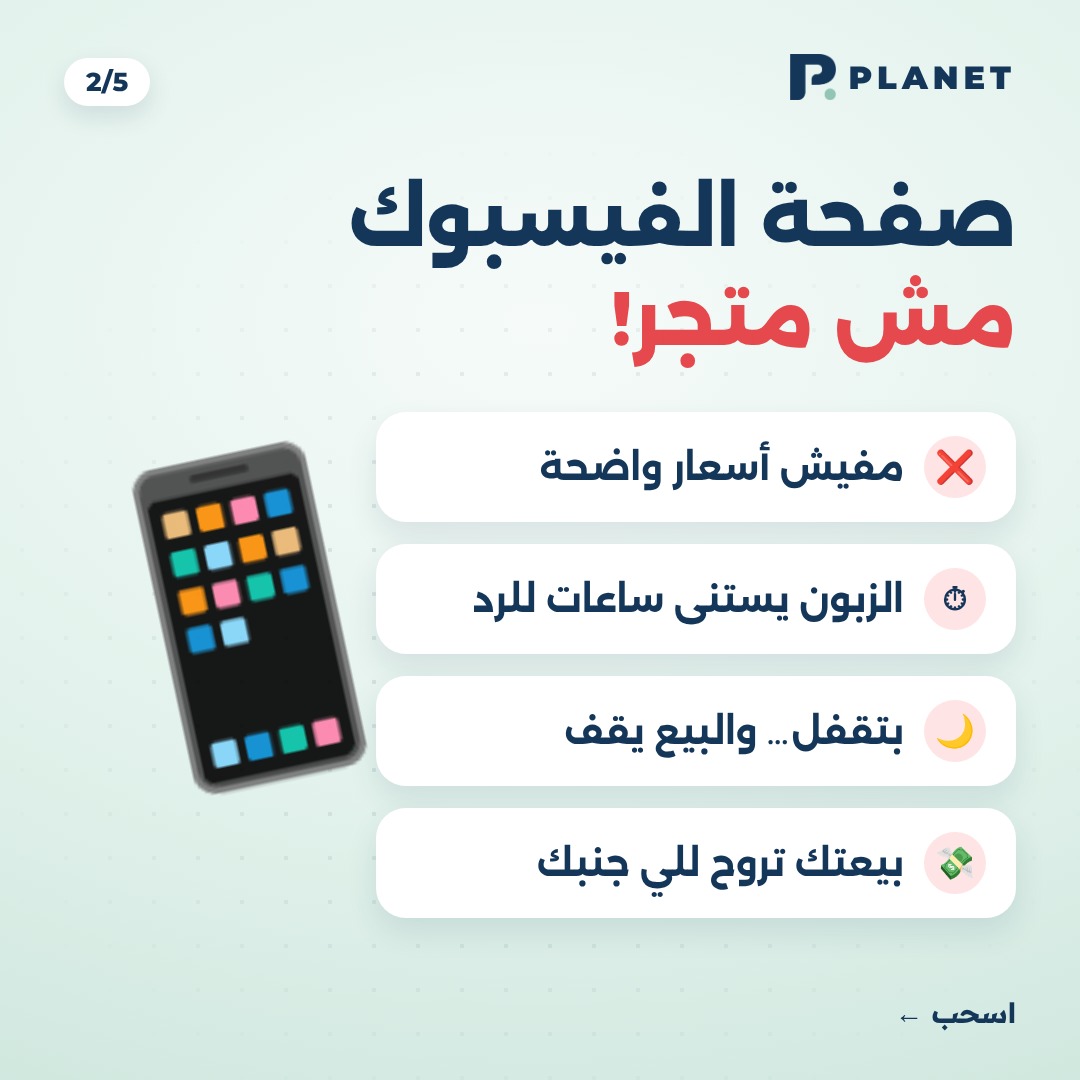 PLANET
2/5
صفحة الفيسبوك
مش متجر!
مفيش أسعار واضحة
الزبون يستنى ساعات للرد
بتقفل... والبيع يقف
بيعتك تروح للي جنبك
اسحب ←